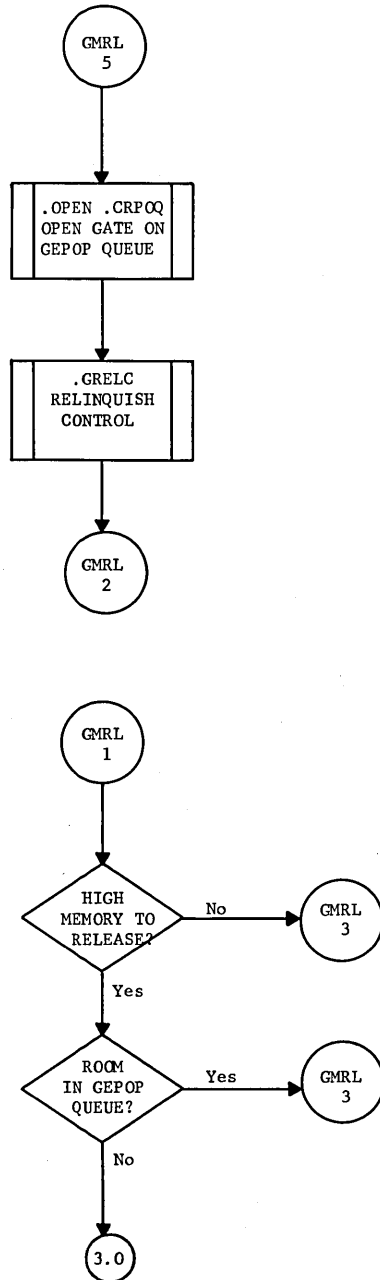 GMRL
5
.OPEN .CRPOQ
OPEN GATE ON
GEPOP QUEUE
.GRELC
RELINQUISH
CONTROL
GMRL
2
GMRL
1
HIGH
MEMORY TO
RELEASE?
No
GMRL
3
Yes
ROOM
IN GEPOP
QUEUE?
Yes
GMRL
3
No
3.0